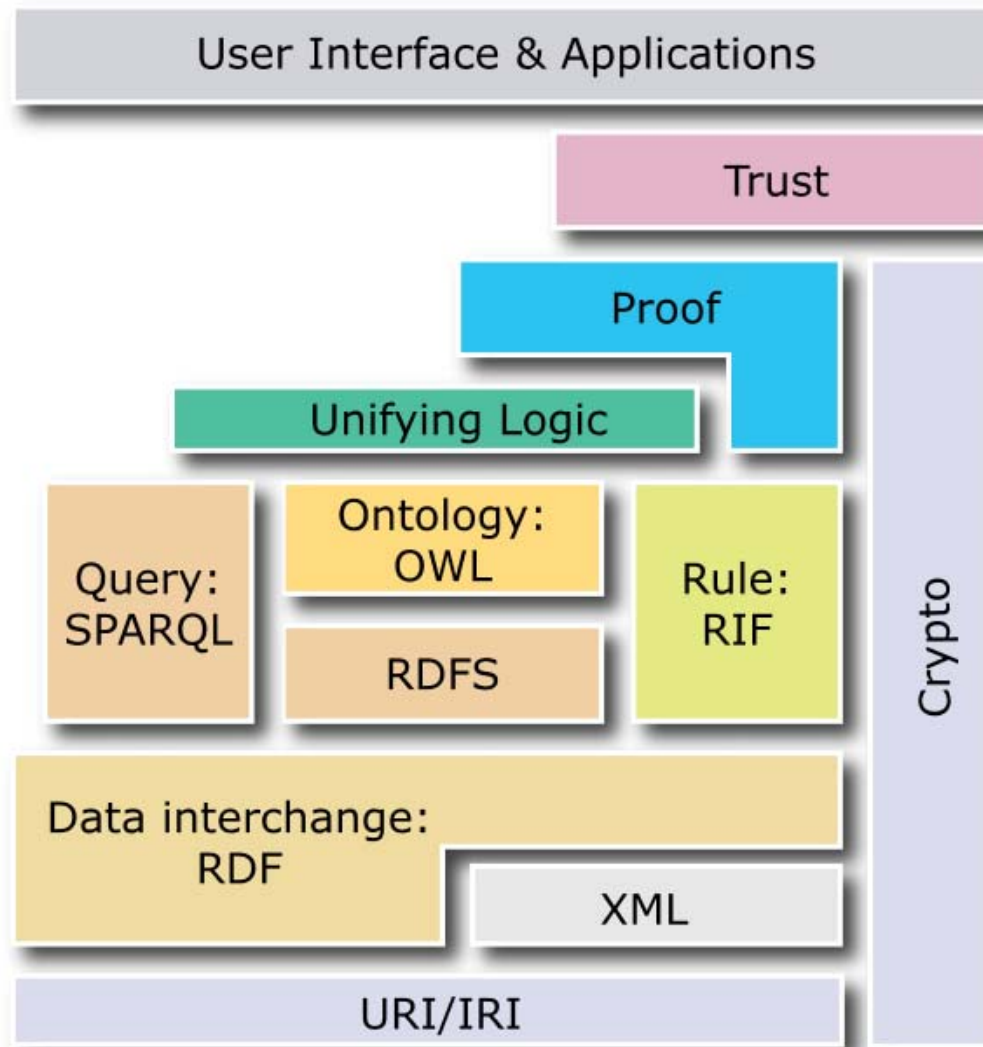 User Interface & Applications
Trust
Proof
Unifying Logic
Query:
SPARQL
Ontology:
OWL
RDFS
Rule:
RIF
Crypto
Data interchange:
RDF
XML
URI/IRI